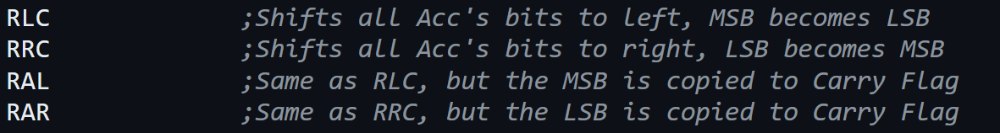 RLC ;Shifts all Acc's bits to left, MSB becomes LSB
RRC ;Shifts all Acc's bits to right, LSB becomes MSB
RAL ;Same as RLC, but the MSB is copied to Carry Flag
RAR ;Same as RRC, but the LSB is copied to Carry Flag